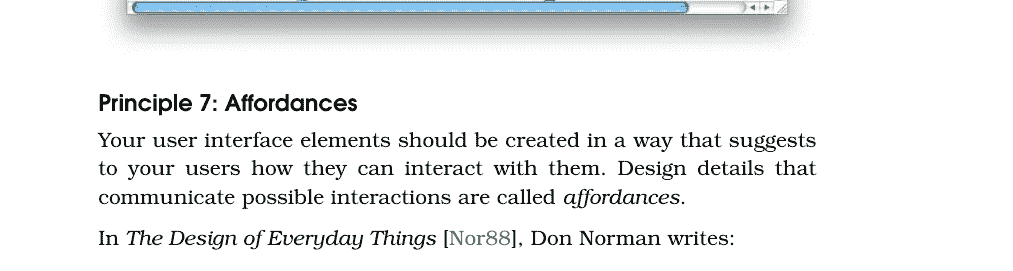 Principle 7: Affordances
Your user interface elements should be created in a way that suggests
to your users how they can interact with them. Design details that
communicate possible interactions are called affordances.
In The Design of Everyday Things [Nor88], Don Norman writes: